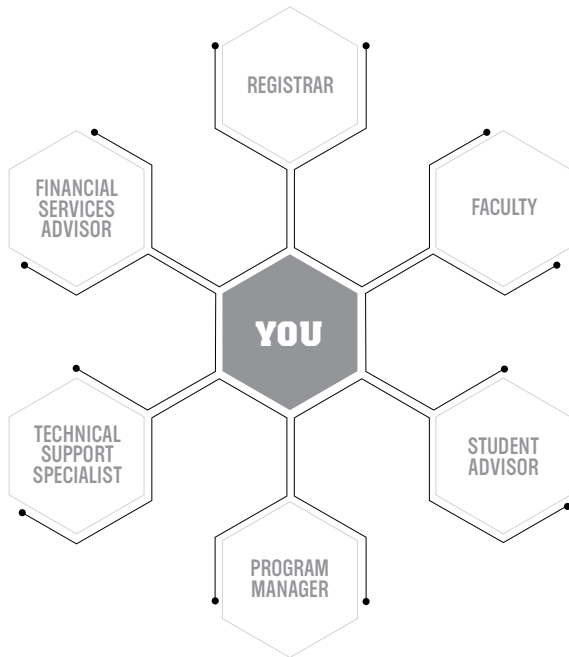 REGISTRAR
FINANCIAL
SERVICES
ADVISOR
FACULTY
YOU
TECHNICAL
SUPPORT
SPECIALIST
STUDENT
ADVISOR
PROGRAM
MANAGER